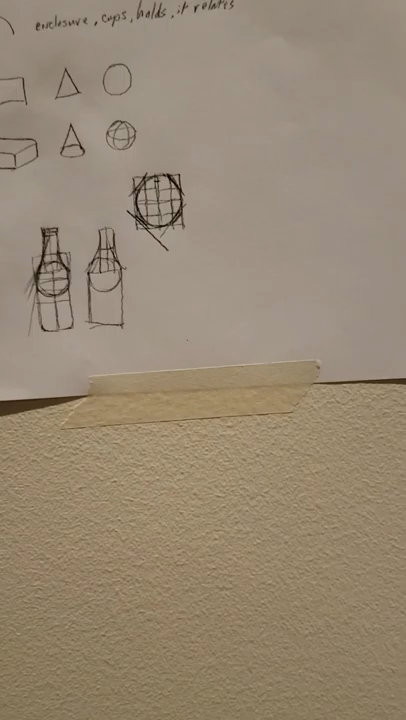 enclosure, cups, holds, it relates